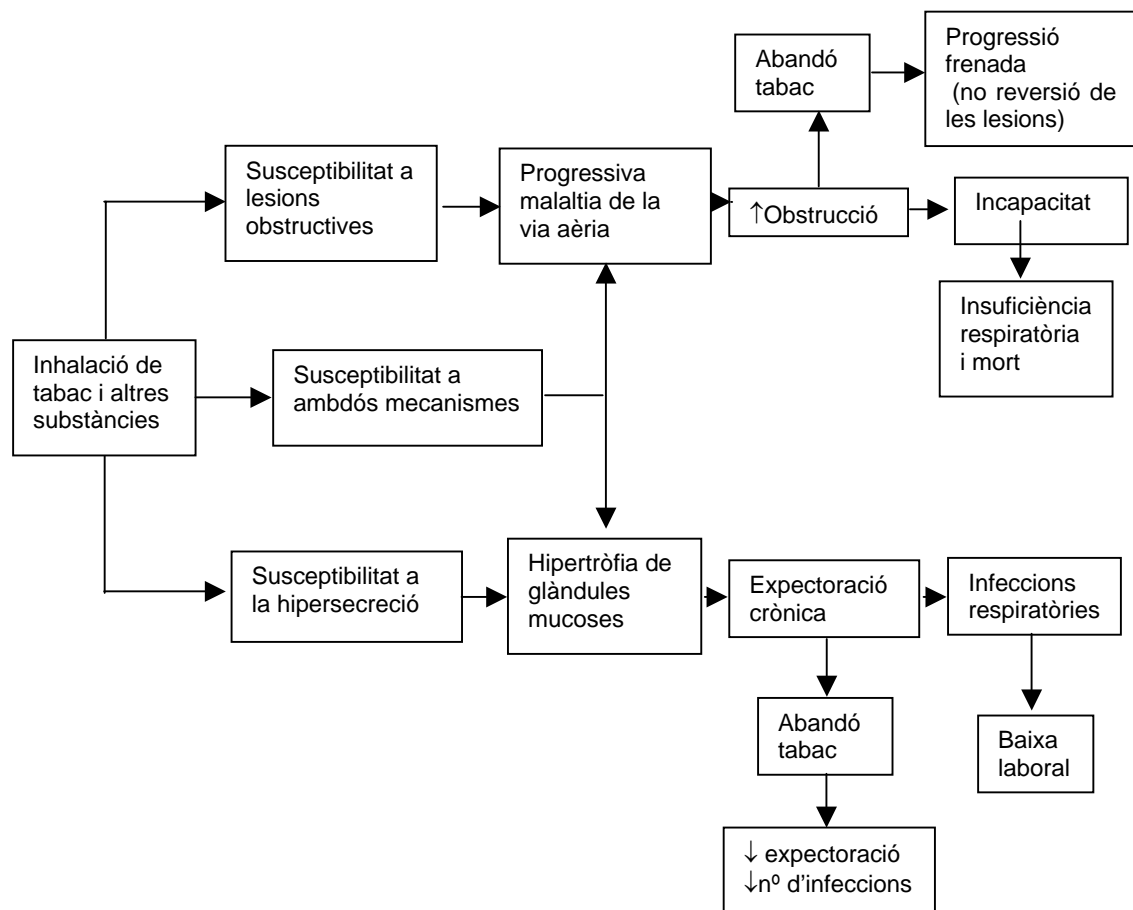 Abandó
tabac
Progressió
frenada
(no reversió de
les lesions)
Susceptibilitat a
lesions
obstructives
Progressiva
malaltia de la
via aèria
↑Obstrucció
Incapacitat
Insuficiència
respiratòria
i mort
Inhalació de
tabac i altres
substàncies
Susceptibilitat a
ambdós mecanismes
Susceptibilitat a
la hipersecreció
Hipertròfia de
glàndules
mucoses
Expectoració
crònica
Infeccions
respiratòries
Abandó
tabac
Baixa
laboral
↓ expectoració
↓nº d'infeccions